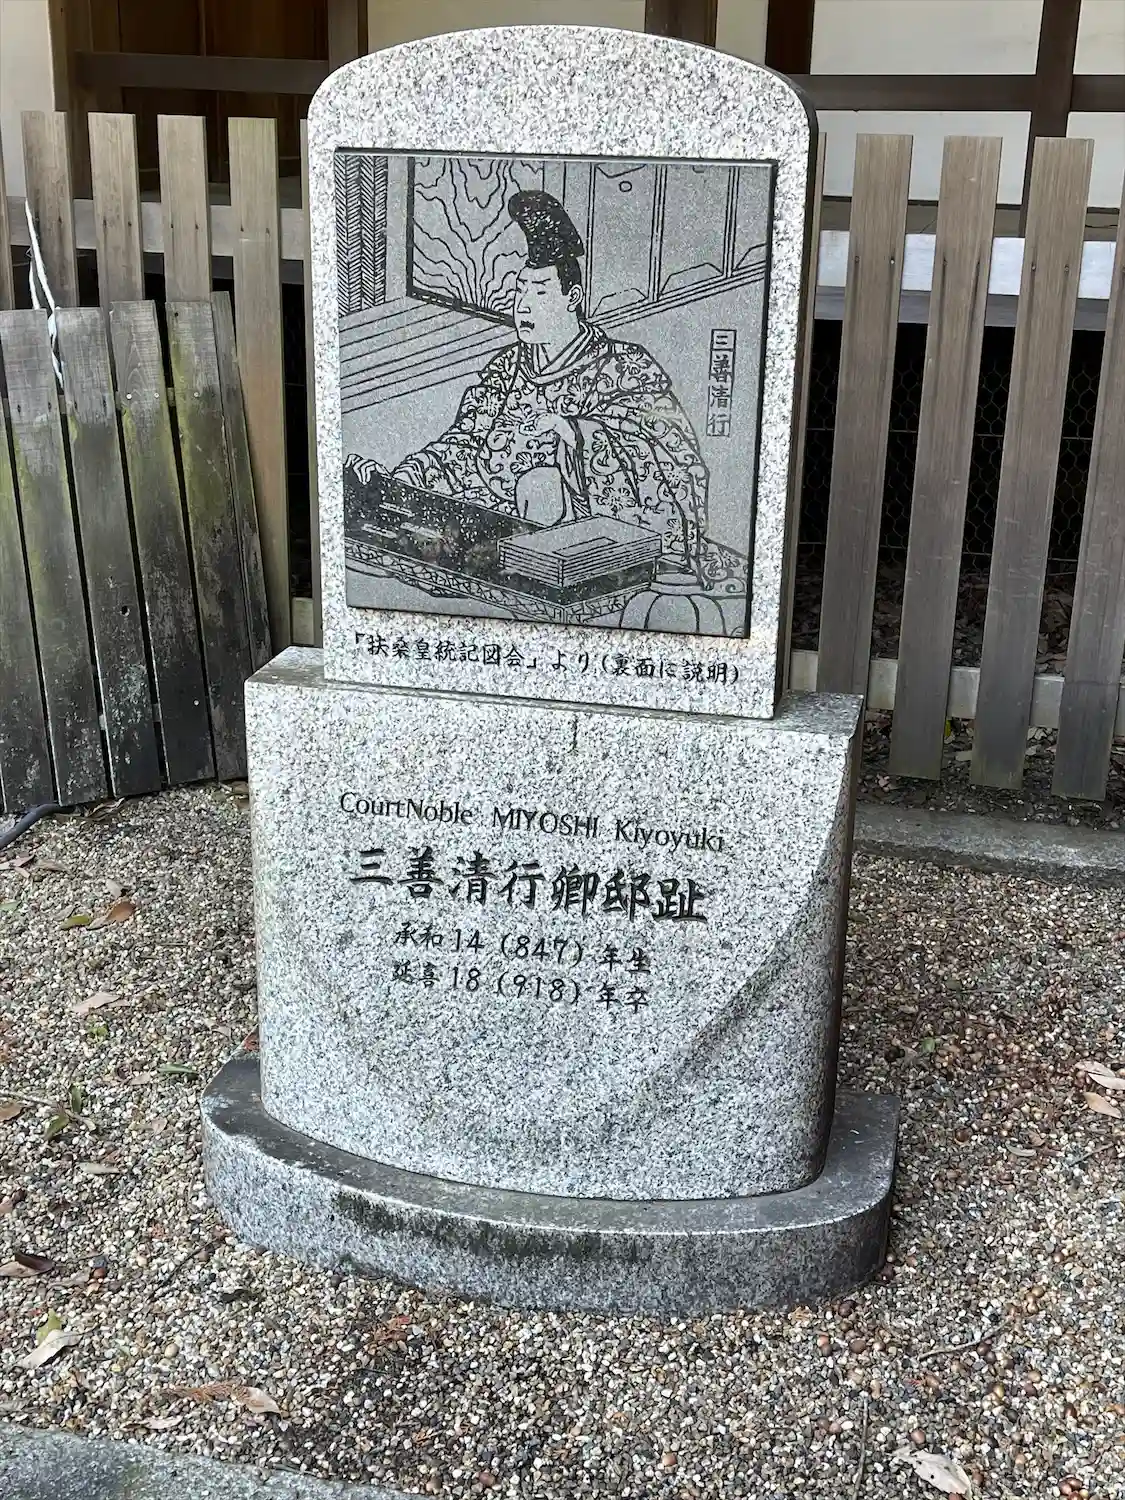 三善清行
『扶桑皇統記図会』より（裏面に説明）
CourtNoble MIYOSHI Kiyoyuki
三善清行卿邸趾
承和14（847）年生
延喜18（918）年卒